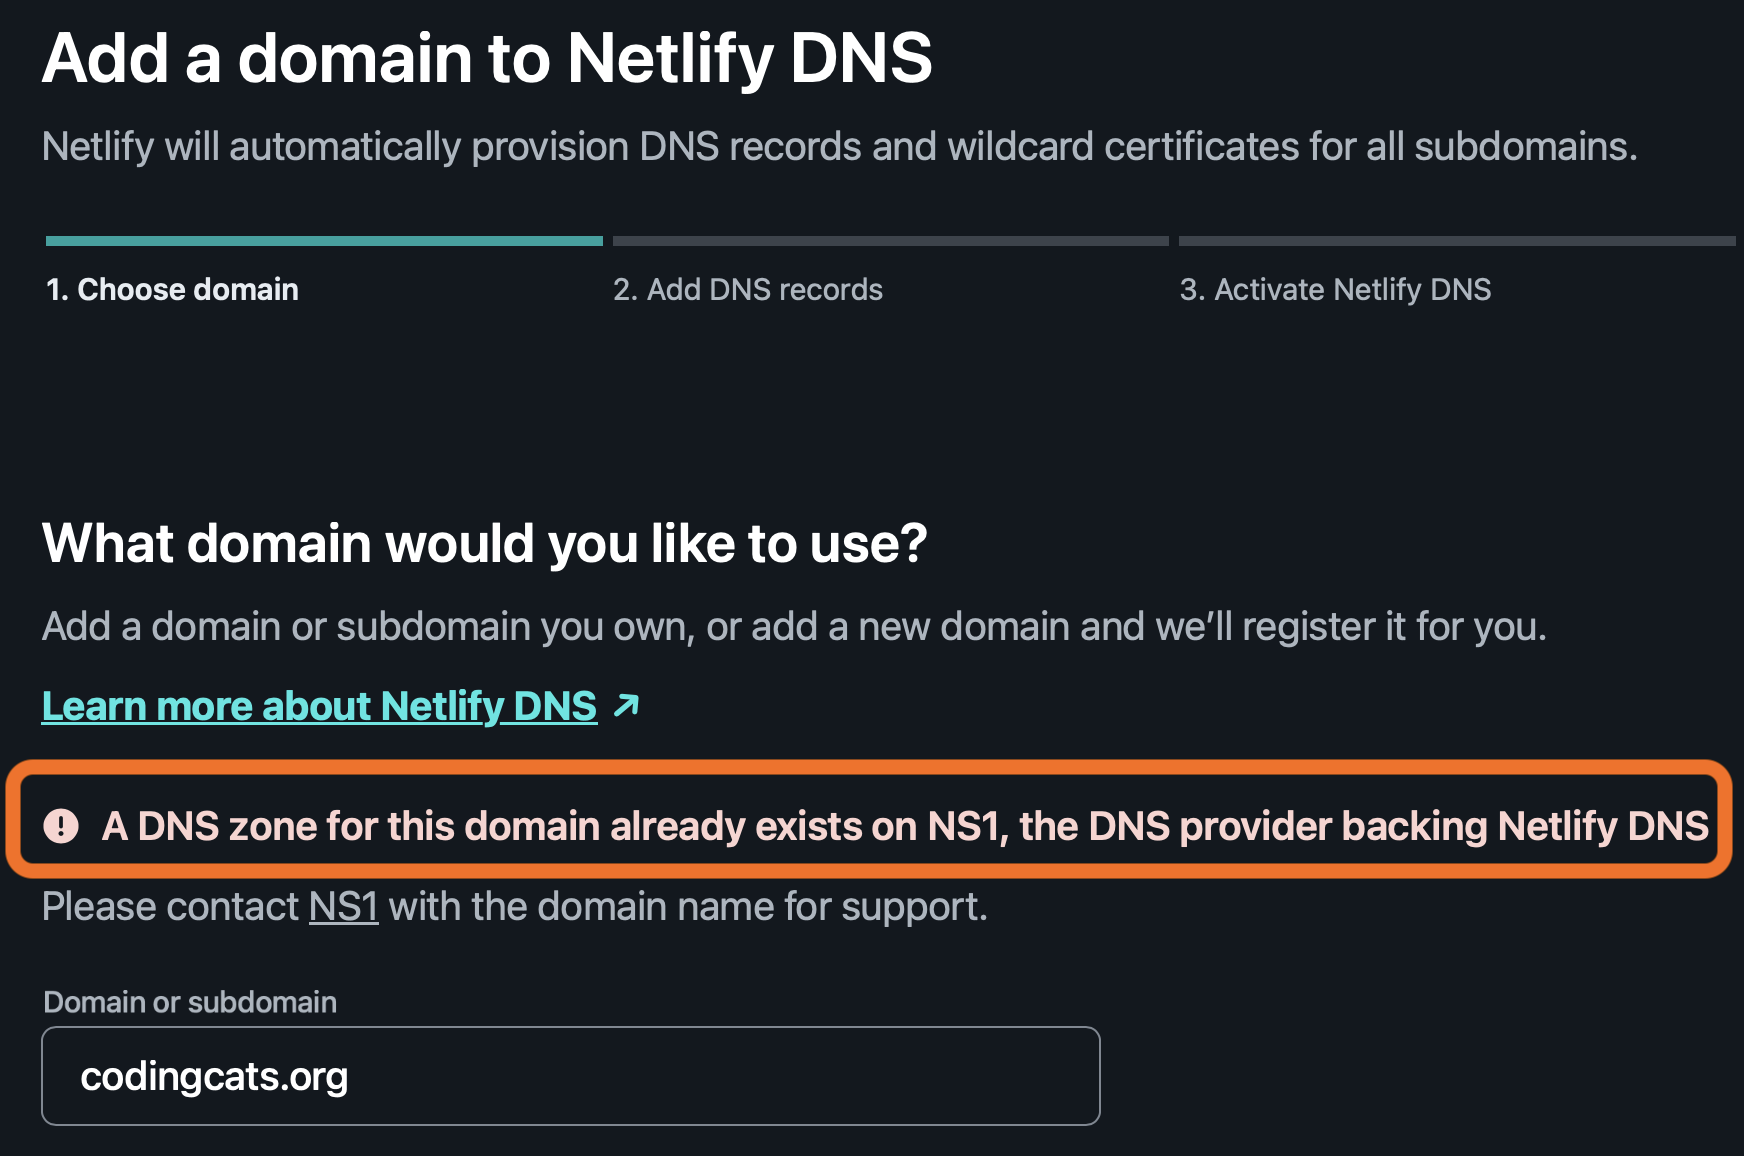 Add a domain to Netlify DNS
Netlify will automatically provision DNS records and wildcard certificates for all subdomains.
1. Choose domain
2. Add DNS records
3. Activate Netlify DNS
What domain would you like to use?
Add a domain or subdomain you own, or add a new domain and we’ll register it for you.
Learn more about Netlify DNS ↗
A DNS zone for this domain already exists on NS1, the DNS provider backing Netlify DNS
Please contact NS1 with the domain name for support.
Domain or subdomain
codingcats.org